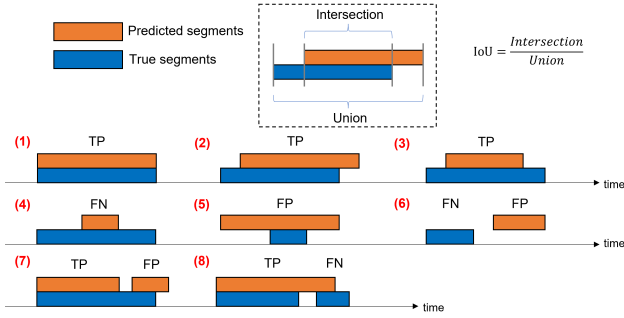 Predicted segments
True segments
Intersection
Union
IoU = Intersection / Union
(1) TP (2) TP (3) TP
time
(4) FN (5) FP (6) FN FP
time
(7) TP FP (8) TP FN
time